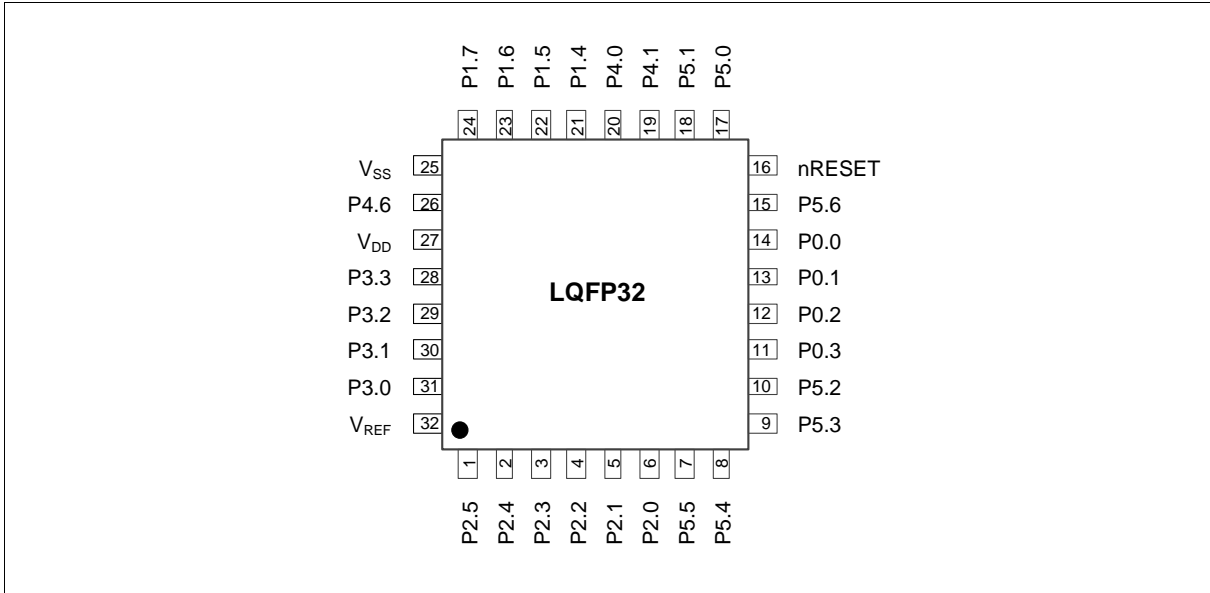 P1.7 P1.6 P1.5 P1.4 P4.0 P4.1 P5.1 P5.0
24 23 22 21 20 19 18 17
VSS 25 16 nRESET
P4.6 26 15 P5.6
VDD 27 14 P0.0
P3.3 28 13 P0.1
LQFP32
P3.2 29 12 P0.2
P3.1 30 11 P0.3
P3.0 31 10 P5.2
VREF 32 9 P5.3
1 2 3 4 5 6 7 8
P2.5 P2.4 P2.3 P2.2 P2.1 P2.0 P5.5 P5.4